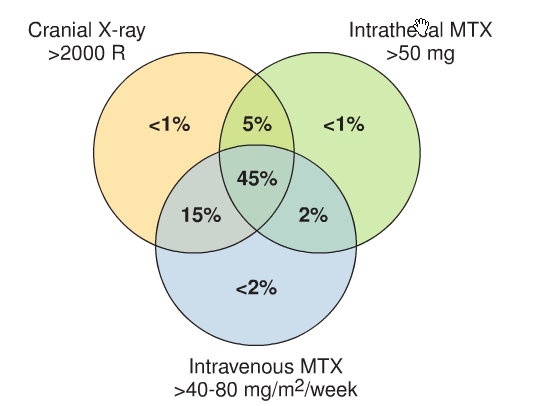 Cranial X-ray
>2000 R
Intrathecal MTX
>50 mg
<1%
5%
<1%
45%
15%
2%
<2%
Intravenous MTX
>40-80 mg/m2/week